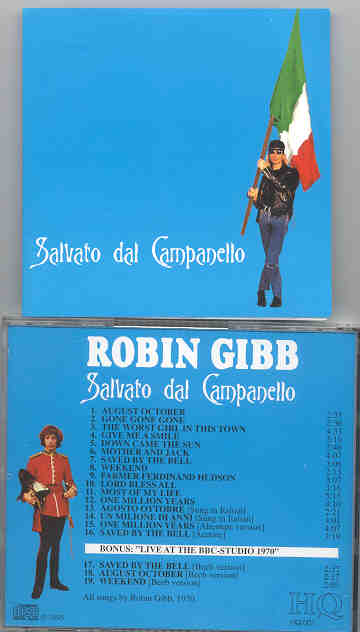 Salvato dal Campanello
ROBIN GIBB
Salvato dal Campanello
1. AUGUST OCTOBER
2. GONE GONE GONE
3. THE WORST GIRL IN THIS TOWN
4. GIVE ME A SMILE
5. DOWN CAME THE SUN
6. MOTHER AND JACK
7. SAVED BY THE BELL
8. WEEKEND
9. FARMER FERDINAND HUDSON
10. LORD BLESS ALL
11. MOST OF MY LIFE
12. ONE MILLION YEARS
13. AGOSTO OTTOBRE [Sung in Italian]
14. UN MILIONE DI ANNI [Sung in Italian]
15. ONE MILLION YEARS [Alternate version]
16. SAVED BY THE BELL [Acetate]
BONUS: "LIVE AT THE BBC-STUDIO 1970"
17. SAVED BY THE BELL [Beeb version]
18. AUGUST OCTOBER [Beeb version]
19. WEEKEND [Beeb version]
All songs by Robin Gibb, 1970.
HQ